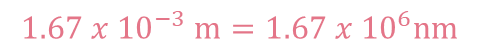 1.67 x 10⁻³ m = 1.67 x 10⁶nm